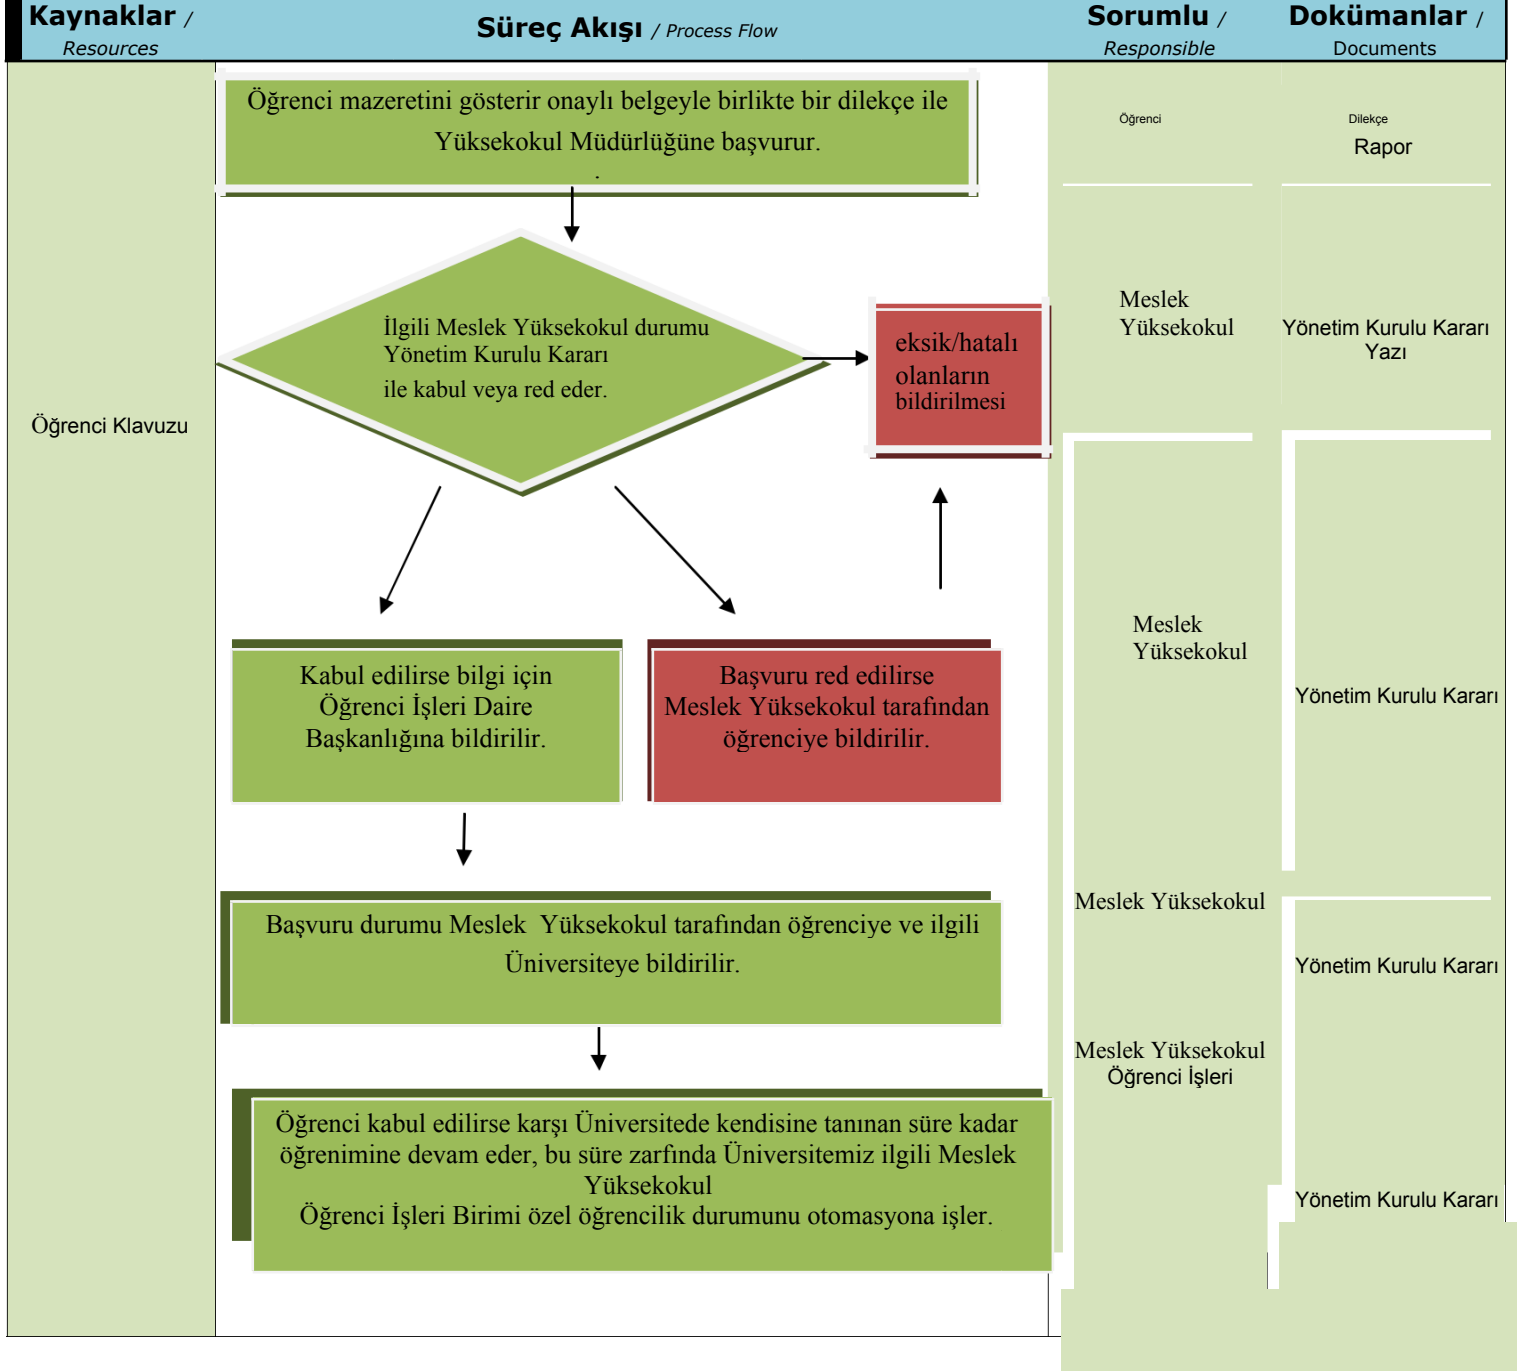 Kaynaklar /
Resources
Süreç Akışı / Process Flow
Sorumlu /
Responsible
Dokümanlar /
Documents
Öğrenci mazeretini gösterir onaylı belgeyle birlikte bir dilekçe ile
Yüksekokul Müdürlüğüne başvurur.
.
Öğrenci
Dilekçe
Rapor
İlgili Meslek Yüksekokul durumu
Yönetim Kurulu Kararı
ile kabul veya red eder.
eksik/hatalı
olanların
bildirilmesi
Meslek
Yüksekokul
Yönetim Kurulu Kararı
Yazı
Öğrenci Klavuzu
Kabul edilirse bilgi için
Öğrenci İşleri Daire
Başkanlığına bildirilir.
Başvuru red edilirse
Meslek Yüksekokul tarafından
öğrenciye bildirilir.
Meslek
Yüksekokul
Yönetim Kurulu Kararı
Başvuru durumu Meslek  Yüksekokul tarafından öğrenciye ve ilgili
Üniversiteye bildirilir.
Meslek Yüksekokul
Yönetim Kurulu Kararı
Meslek Yüksekokul
Öğrenci İşleri
Öğrenci kabul edilirse karşı Üniversitede kendisine tanınan süre kadar
öğrenimine devam eder, bu süre zarfında Üniversitemiz ilgili Meslek
Yüksekokul
Öğrenci İşleri Birimi özel öğrencilik durumunu otomasyona işler.
Yönetim Kurulu Kararı